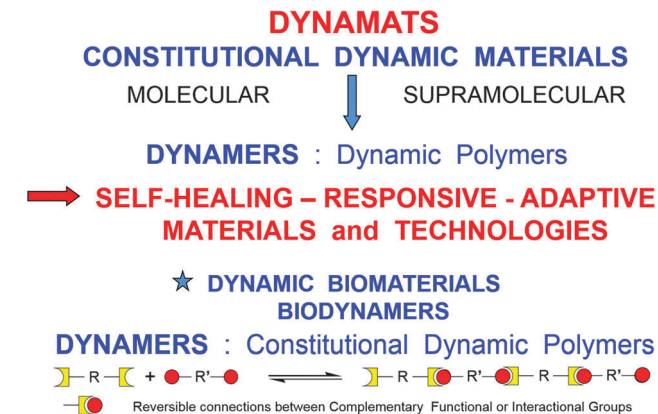 DYNAMATS
CONSTITUTIONAL DYNAMIC MATERIALS
MOLECULAR SUPRAMOLECULAR
DYNAMERS : Dynamic Polymers
SELF-HEALING – RESPONSIVE - ADAPTIVE
MATERIALS and TECHNOLOGIES
DYNAMIC BIOMATERIALS
BIODYNAMERS
DYNAMERS : Constitutional Dynamic Polymers
R + R' R R' R R'
Reversible connections between Complementary Functional or Interactional Groups